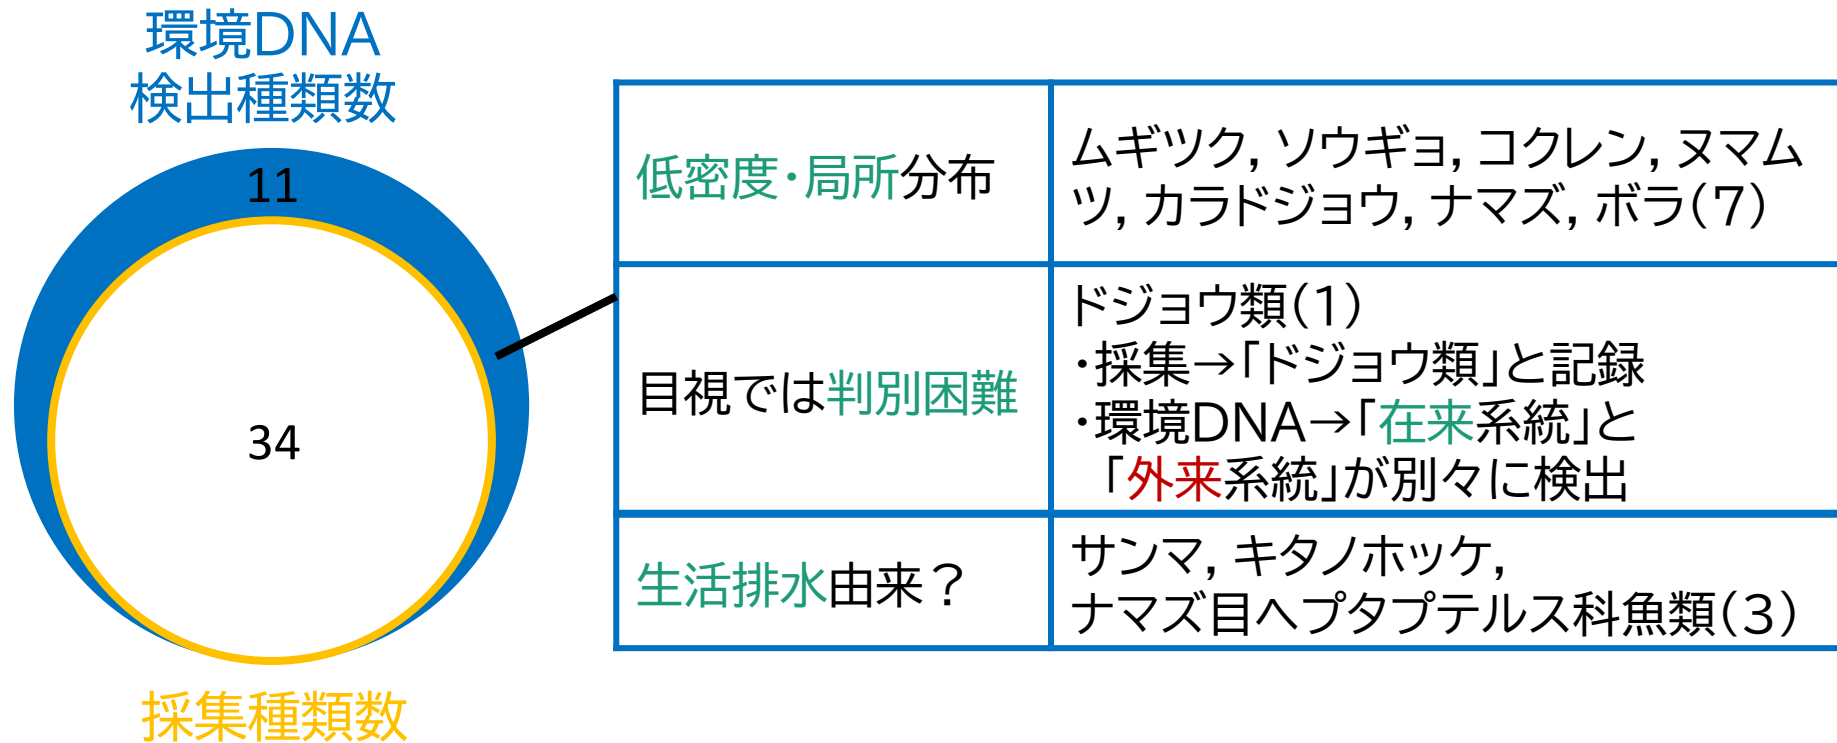 環境DNA
検出種類数
11
34
採集種類数
低密度・局所分布
ムギツク, ソウギョ, コクレン, ヌマム
ツ, カラドジョウ, ナマズ, ボラ(7)
目視では判別困難
ドジョウ類(1)
・採集→「ドジョウ類」と記録
・環境DNA→「在来系統」と
「外来系統」が別々に検出
生活排水由来？
サンマ, キタノホッケ,
ナマズ目ヘプタプテルス科魚類(3)